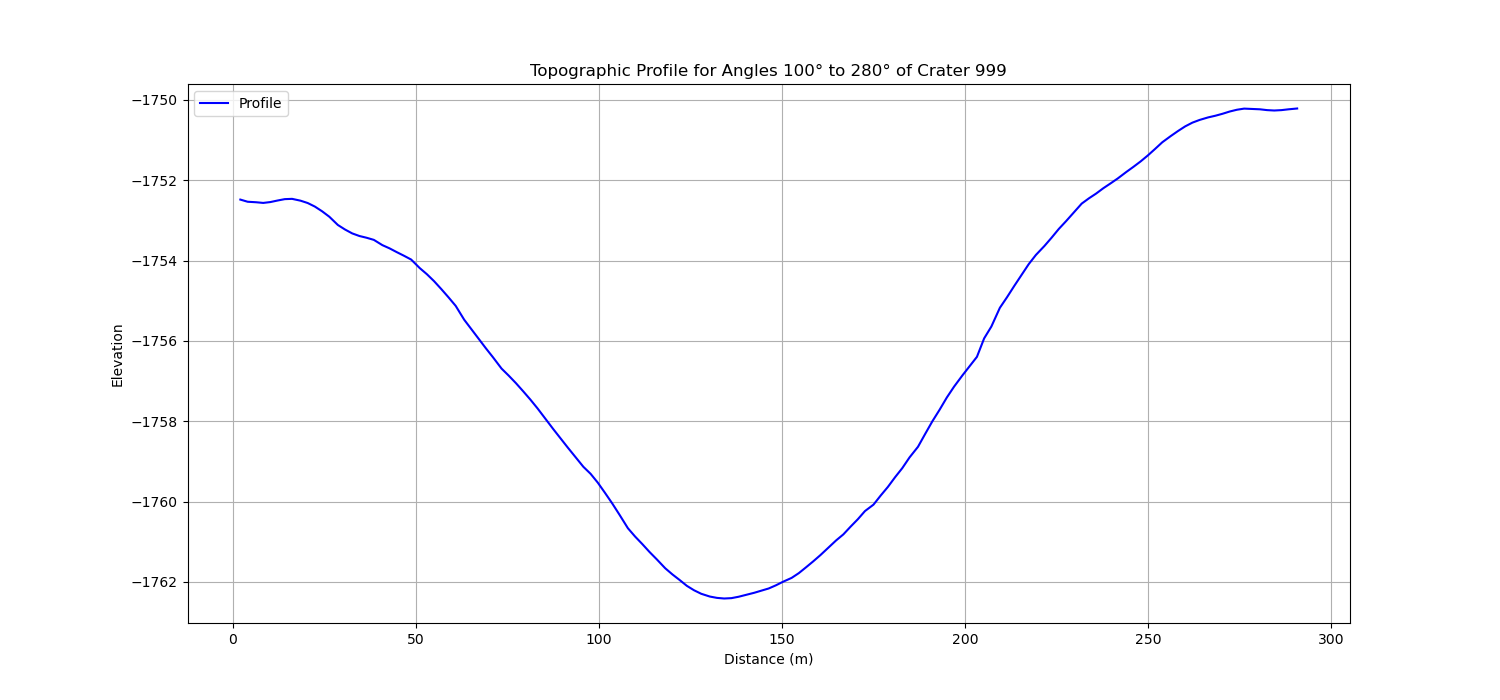 Topographic Profile for Angles 100° to 280° of Crater 999
Profile
−1750
−1752
−1754
−1756
−1758
−1760
−1762
Elevation
0 50 100 150 200 250 300
Distance (m)